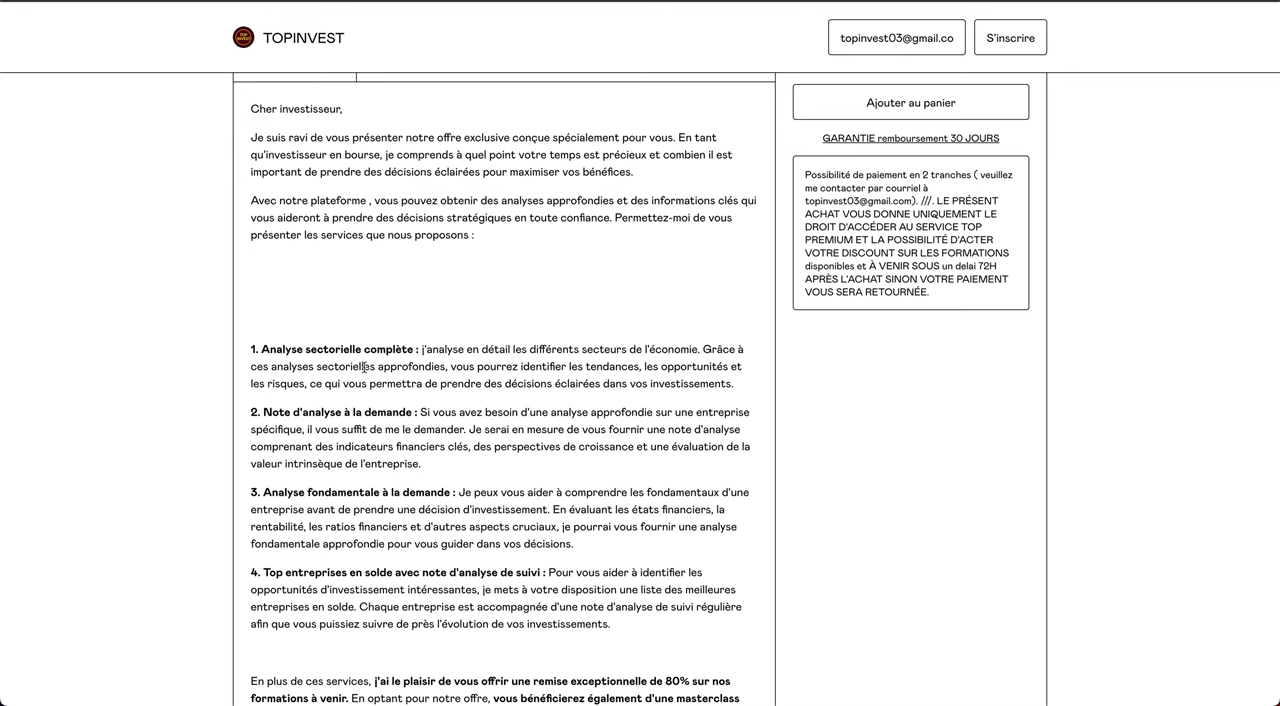 TOP INVEST
TOPINVEST
topinvest03@gmail.co
S'inscrire
Cher investisseur,
Je suis ravi de vous présenter notre offre exclusive conçue spécialement pour vous. En tant
qu'investisseur en bourse, je comprends à quel point votre temps est précieux et combien il est
important de prendre des décisions éclairées pour maximiser vos bénéfices.
Avec notre plateforme , vous pouvez obtenir des analyses approfondies et des informations clés qui
vous aideront à prendre des décisions stratégiques en toute confiance. Permettez-moi de vous
présenter les services que nous proposons :
1. Analyse sectorielle complète : j'analyse en détail les différents secteurs de l'économie. Grâce à
ces analyses sectorielles approfondies, vous pourrez identifier les tendances, les opportunités et
les risques, ce qui vous permettra de prendre des décisions éclairées dans vos investissements.
2. Note d'analyse à la demande : Si vous avez besoin d'une analyse approfondie sur une entreprise
spécifique, il vous suffit de me le demander. Je serai en mesure de vous fournir une note d'analyse
comprenant des indicateurs financiers clés, des perspectives de croissance et une évaluation de la
valeur intrinsèque de l'entreprise.
3. Analyse fondamentale à la demande : Je peux vous aider à comprendre les fondamentaux d'une
entreprise avant de prendre une décision d'investissement. En évaluant les états financiers, la
rentabilité, les ratios financiers et d'autres aspects cruciaux, je pourrai vous fournir une analyse
fondamentale approfondie pour vous guider dans vos décisions.
4. Top entreprises en solde avec note d'analyse de suivi : Pour vous aider à identifier les
opportunités d'investissement intéressantes, je mets à votre disposition une liste des meilleures
entreprises en solde. Chaque entreprise est accompagnée d'une note d'analyse de suivi régulière
afin que vous puissiez suivre de près l'évolution de vos investissements.
En plus de ces services, j'ai le plaisir de vous offrir une remise exceptionnelle de 80% sur nos
formations à venir. En optant pour notre offre, vous bénéficierez également d'une masterclass
Ajouter au panier
GARANTIE remboursement 30 JOURS
Possibilité de paiement en 2 tranches ( veuillez
me contacter par courriel à
topinvest03@gmail.com). ///. LE PRÉSENT
ACHAT VOUS DONNE UNIQUEMENT LE
DROIT D'ACCÉDER AU SERVICE TOP
PREMIUM ET LA POSSIBILITÉ D'ACTER
VOTRE DISCOUNT SUR LES FORMATIONS
disponibles et À VENIR SOUS un delai 72H
APRÈS L'ACHAT SINON VOTRE PAIEMENT
VOUS SERA RETOURNÉE.